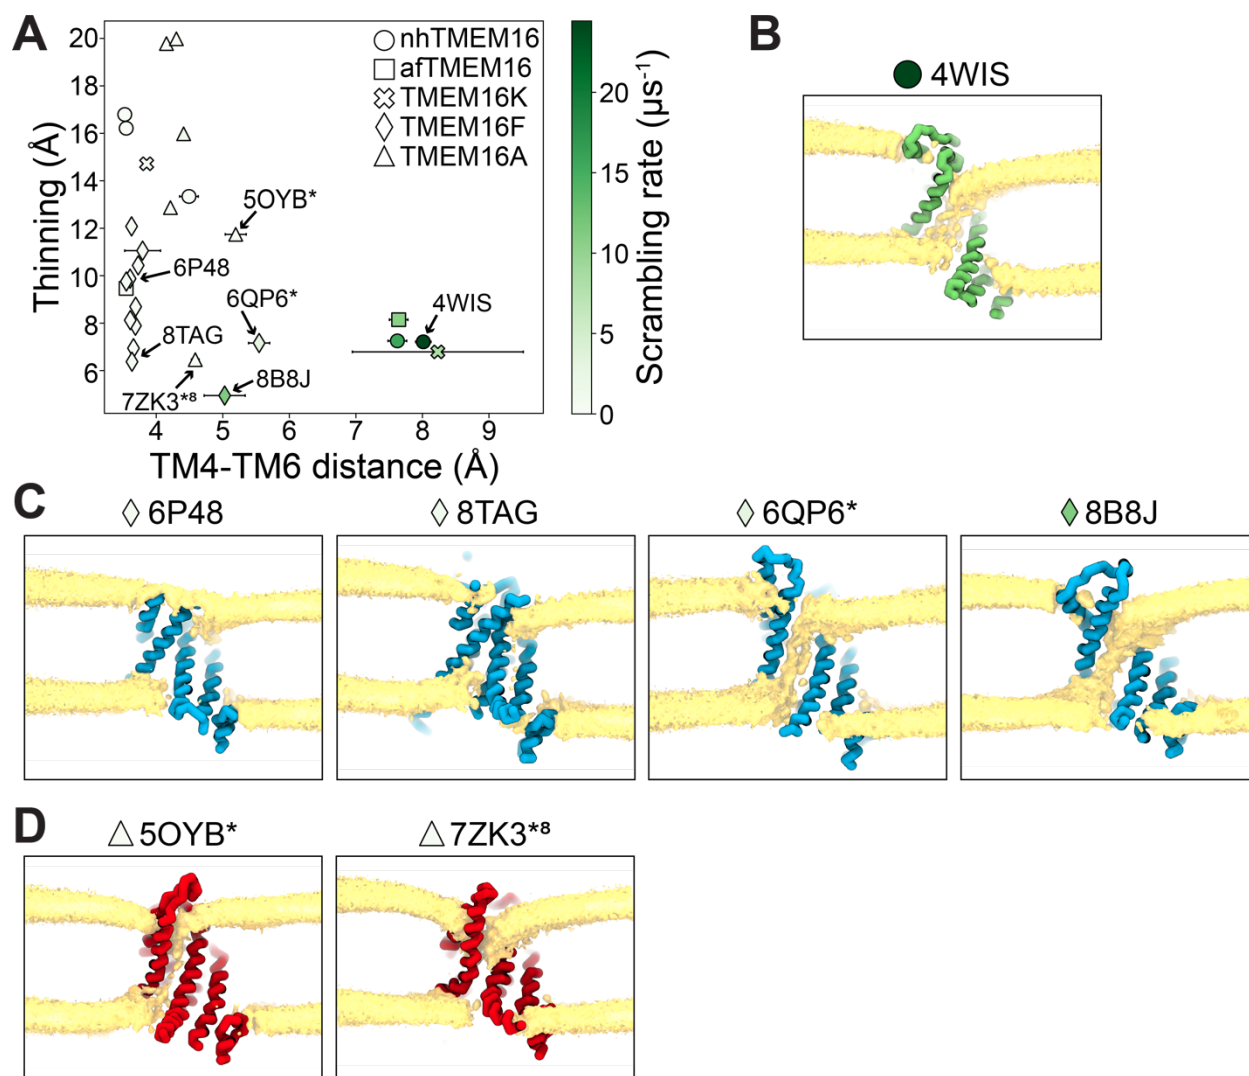 A
20
18
16
14
12
10
8
6
Thinning (Å)
4
5
6
7
8
9
TM4-TM6 distance (Å)
nhTMEM16
afTMEM16
TMEM16K
TMEM16F
TMEM16A
5OYB*
6P48
6QP6*
4WIS
8TAG
7ZK3*⁸
8B8J
20
15
10
5
0
Scrambling rate (µs⁻¹)
B
4WIS
C
6P48
8TAG
6QP6*
8B8J
D
5OYB*
7ZK3*⁸